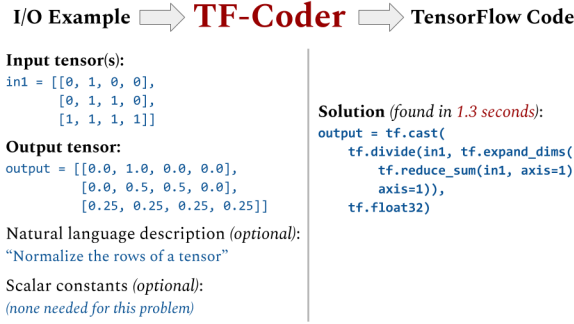 I/O Example TF-Coder TensorFlow Code
Input tensor(s):
in1 = [[0, 1, 0, 0],
[0, 1, 1, 0],
[1, 1, 1, 1]]
Output tensor:
output = [[0.0, 1.0, 0.0, 0.0],
[0.0, 0.5, 0.5, 0.0],
[0.25, 0.25, 0.25, 0.25]]
Natural language description (optional):
“Normalize the rows of a tensor”
Scalar constants (optional):
(none needed for this problem)
Solution (found in 1.3 seconds):
output = tf.cast(
tf.divide(in1, tf.expand_dims(
tf.reduce_sum(in1, axis=1)
axis=1)),
tf.float32)